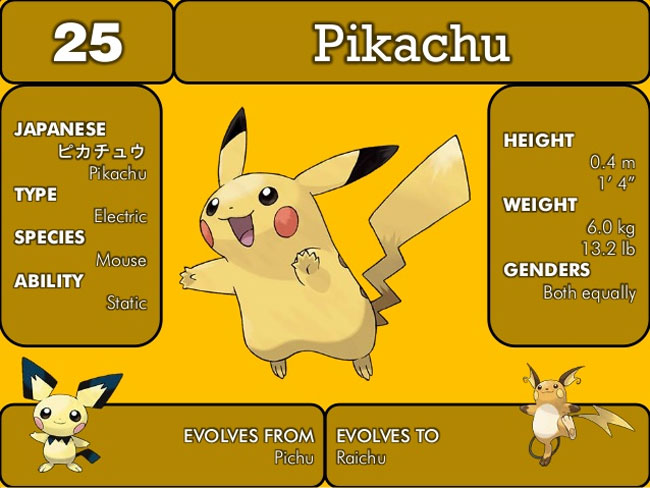 25
Pikachu
JAPANESE
ピカチュウ
Pikachu
TYPE
Electric
SPECIES
Mouse
ABILITY
Static
HEIGHT
0.4 m
1’ 4”
WEIGHT
6.0 kg
13.2 lb
GENDERS
Both equally
EVOLVES FROM
Pichu
EVOLVES TO
Raichu